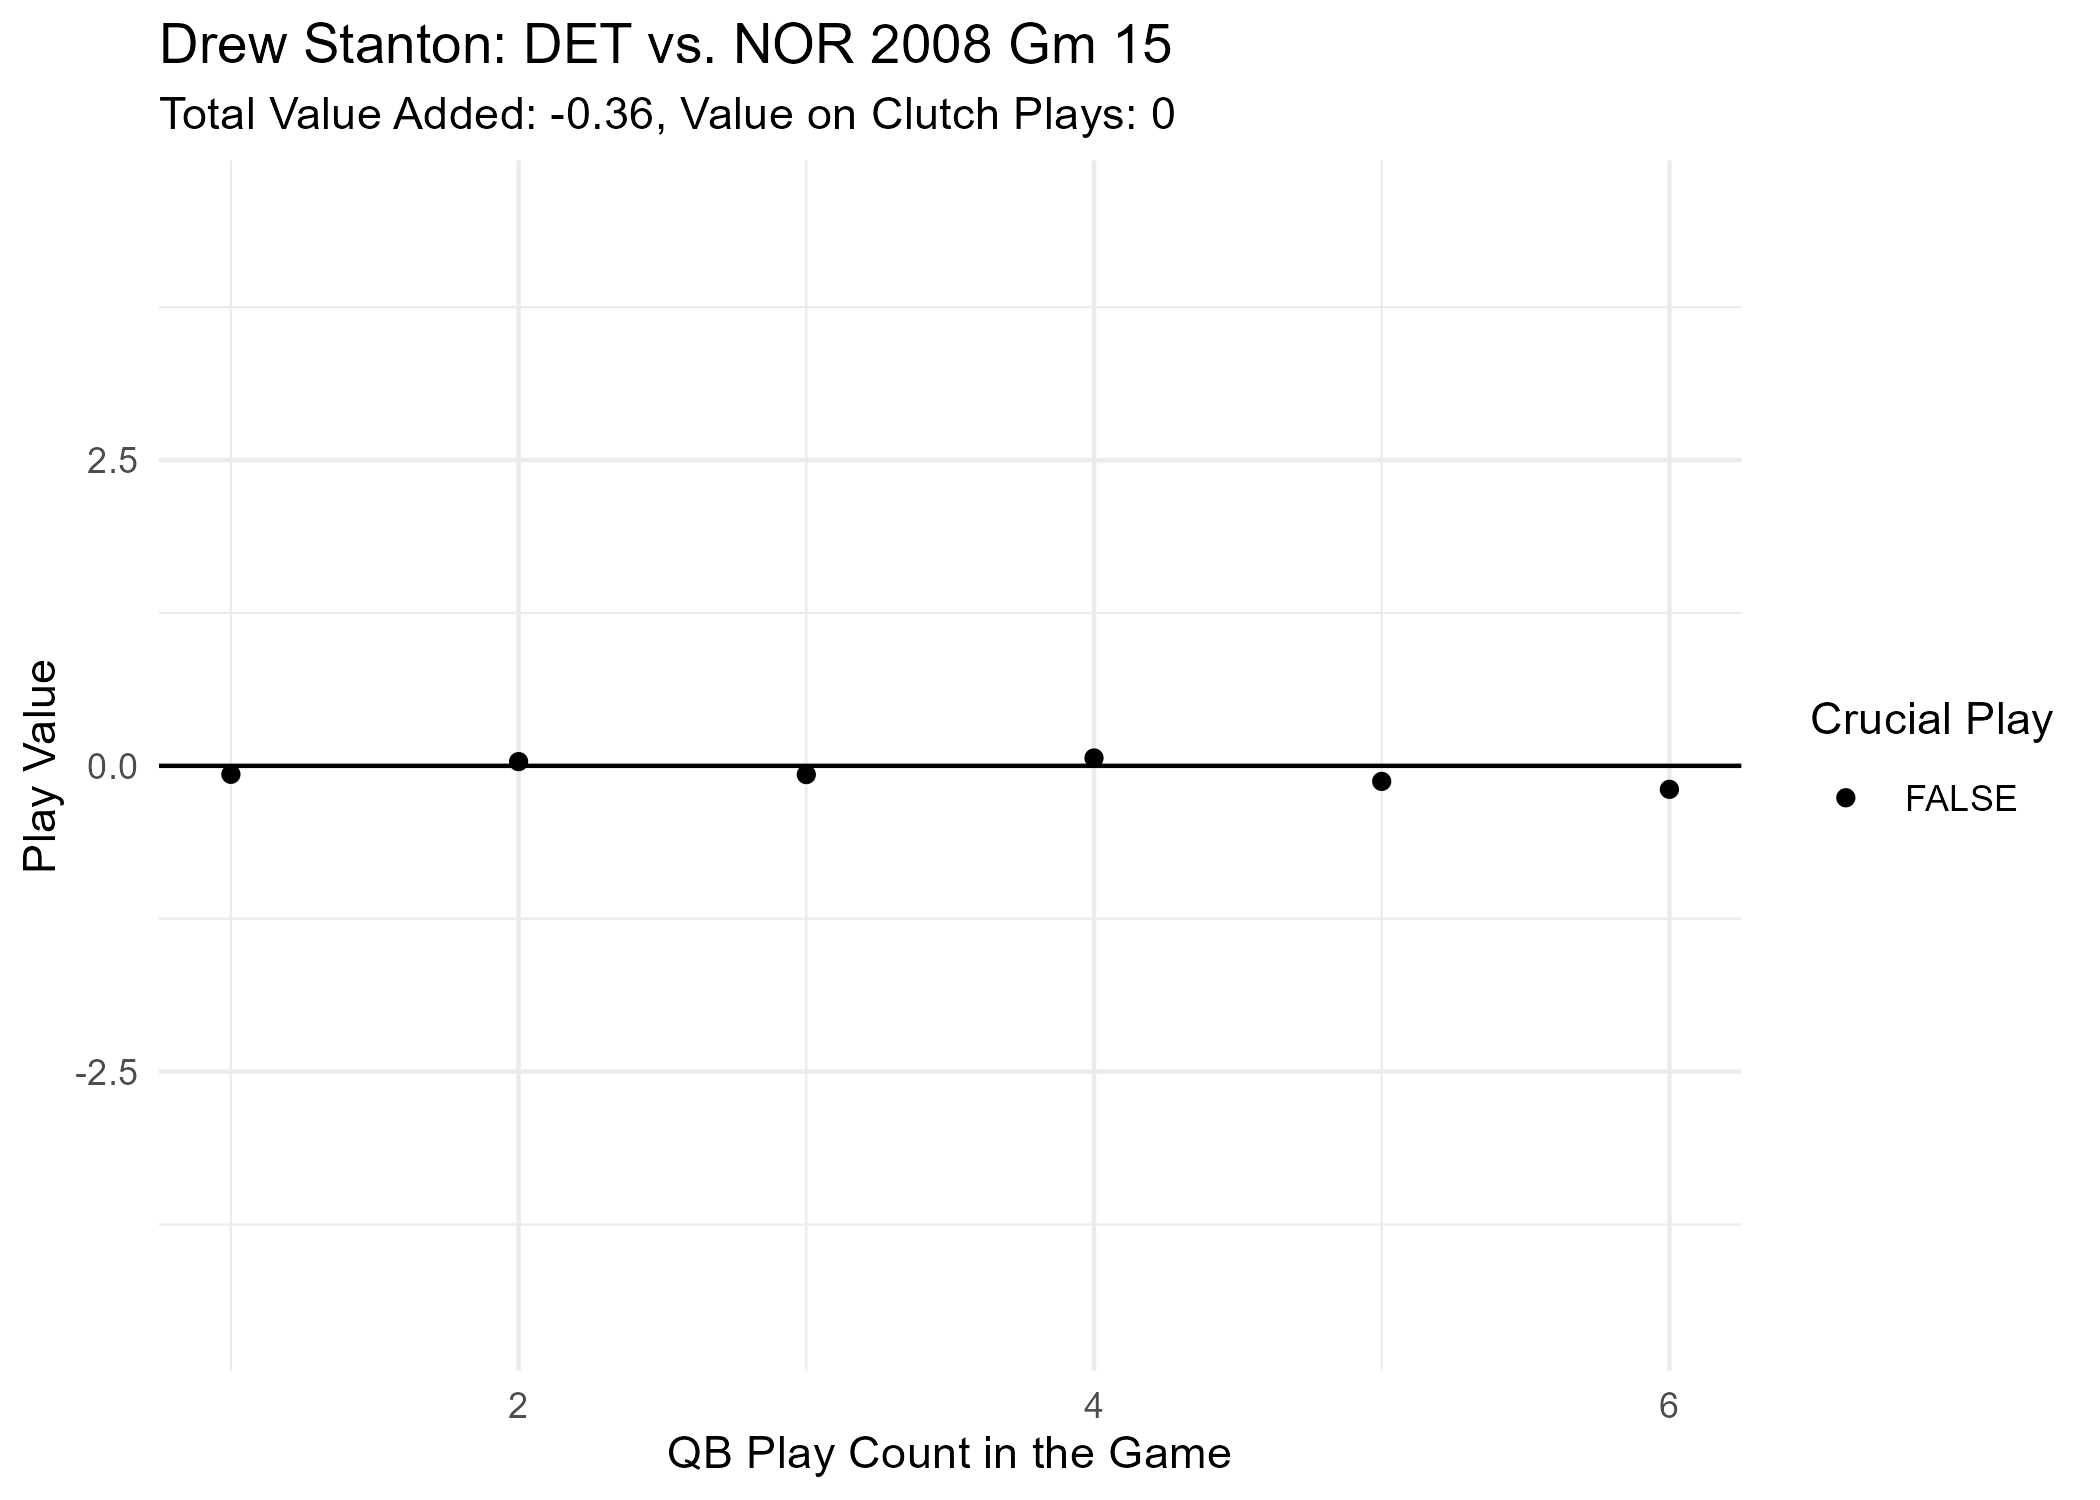 Drew Stanton: DET vs. NOR 2008 Gm 15
Total Value Added: -0.36, Value on Clutch Plays: 0
Play Value
2.5
0.0
-2.5
2
4
6
QB Play Count in the Game
Crucial Play
FALSE